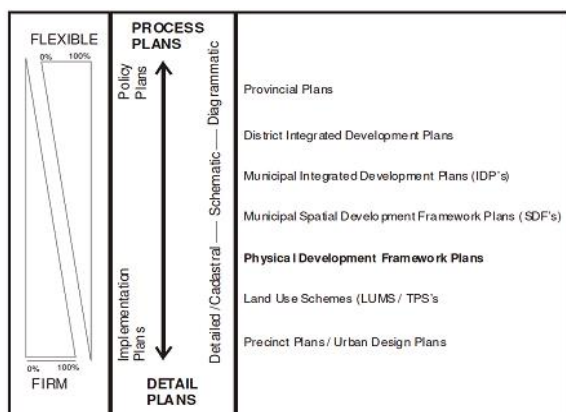 FLEXIBLE
0% 100%
0% 100%
FIRM
PROCESS
PLANS
Policy
Plans
Implementation
Plans
DETAIL
PLANS
Detailed/Cadastral — Schematic — Diagrammatic
Provincial Plans
District Integrated Development Plans
Municipal Integrated Development Plans (IDP's)
Municipal Spatial Development Framework Plans (SDF's)
Physical Development Framework Plans
Land Use Schemes (LUMS / TPS's
Precinct Plans/ Urban Design Plans